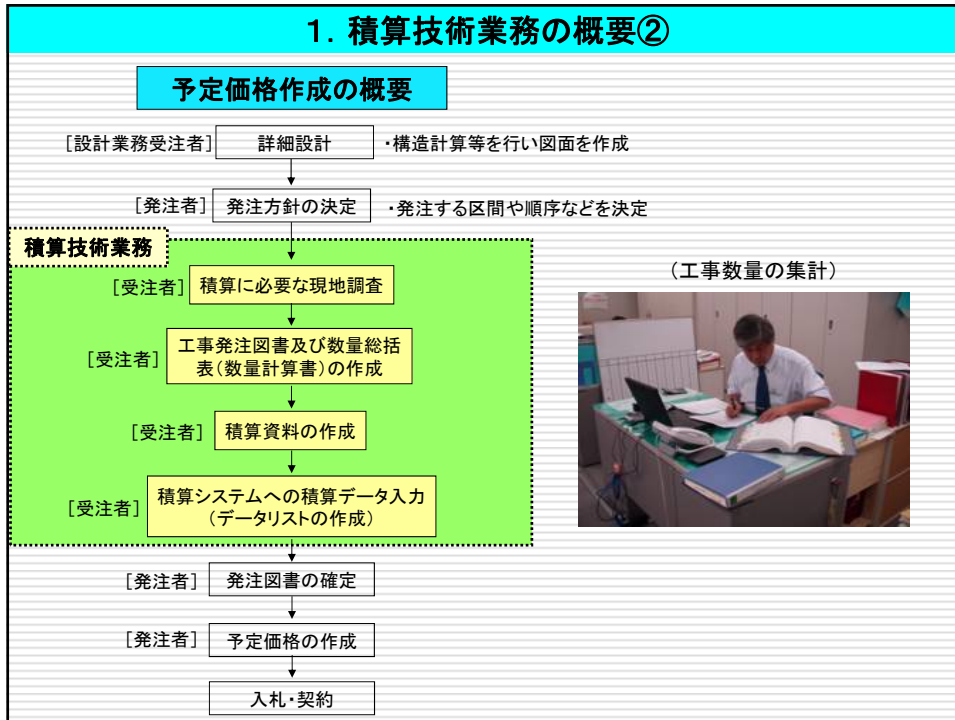 1．積算技術業務の概要②
予定価格作成の概要
［設計業務受注者］ 詳細設計 ・構造計算等を行い図面を作成
［発注者］ 発注方針の決定 ・発注する区間や順序などを決定
積算技術業務
（工事数量の集計）
［受注者］ 積算に必要な現地調査
［受注者］ 工事発注図書及び数量総括
表（数量計算書）の作成
［受注者］ 積算資料の作成
［受注者］ 積算システムへの積算データ入力
（データリストの作成）
［発注者］ 発注図書の確定
［発注者］ 予定価格の作成
入札・契約